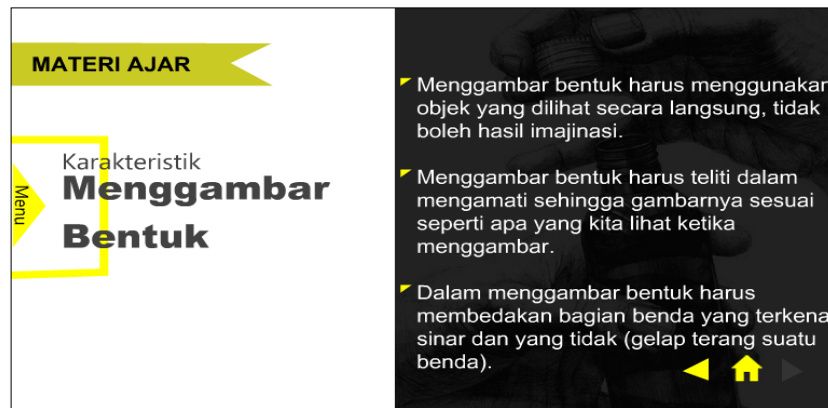 MATERI AJAR
Karakteristik
Menggambar
Bentuk
Menu
Menggambar bentuk harus menggunakan
objek yang dilihat secara langsung, tidak
boleh hasil imajinasi.
Menggambar bentuk harus teliti dalam
mengamati sehingga gambarnya sesuai
seperti apa yang kita lihat ketika
menggambar.
Dalam menggambar bentuk harus
membedakan bagian benda yang terkena
sinar dan yang tidak (gelap terang suatu
benda).